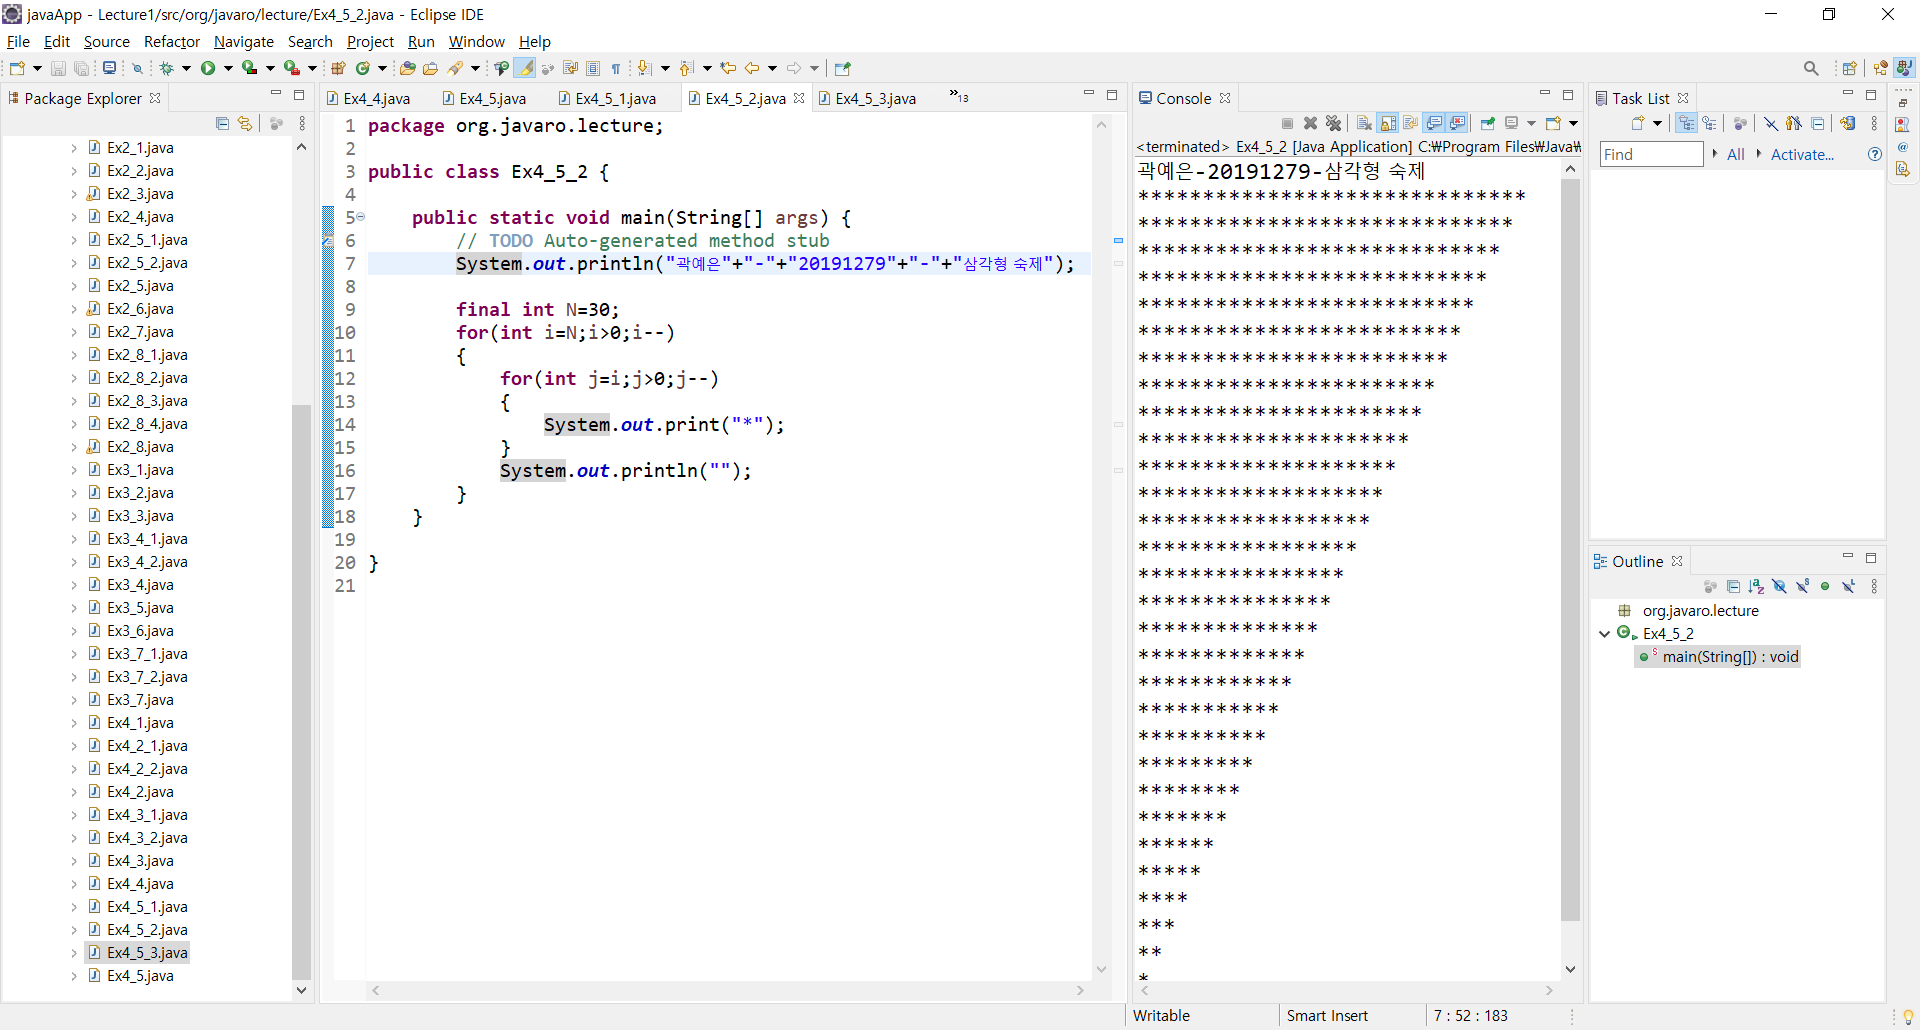 javaApp - Lecture1/src/org/javaro/lecture/Ex4_5_2.java - Eclipse IDE
File Edit Source Refactor Navigate Search Project Run Window Help
Package Explorer
Ex2_1.java
Ex2_2.java
Ex2_3.java
Ex2_4.java
Ex2_5_1.java
Ex2_5_2.java
Ex2_5.java
Ex2_6.java
Ex2_7.java
Ex2_8_1.java
Ex2_8_2.java
Ex2_8_3.java
Ex2_8_4.java
Ex2_8.java
Ex3_1.java
Ex3_2.java
Ex3_3.java
Ex3_4_1.java
Ex3_4_2.java
Ex3_4.java
Ex3_5.java
Ex3_6.java
Ex3_7_1.java
Ex3_7_2.java
Ex3_7.java
Ex4_1.java
Ex4_2_1.java
Ex4_2_2.java
Ex4_2.java
Ex4_3_1.java
Ex4_3_2.java
Ex4_3.java
Ex4_4.java
Ex4_5_1.java
Ex4_5_2.java
Ex4_5_3.java
Ex4_5.java
Ex4_4.java Ex4_5.java Ex4_5_1.java Ex4_5_2.java Ex4_5_3.java »13
1 package org.javaro.lecture;
2
3 public class Ex4_5_2 {
4
5 public static void main(String[] args) {
6 // TODO Auto-generated method stub
7 System.out.println("곽예은"+"-"+"20191279"+"-"+"삼각형 숙제");
8
9 final int N=30;
10 for(int i=N;i>0;i--)
11 {
12 for(int j=i;j>0;j--)
13 {
14 System.out.print("*");
15 }
16 System.out.println("");
17 }
18 }
19
20 }
21
Console
<terminated> Ex4_5_2 [Java Application] C:₩Program Files₩Java₩
곽예은-20191279-삼각형 숙제
******************************
*****************************
****************************
***************************
**************************
*************************
************************
***********************
**********************
*********************
********************
*******************
******************
*****************
****************
***************
**************
*************
************
***********
**********
*********
********
*******
******
*****
****
***
**
*
Task List
Find All Activate...
Outline
org.javaro.lecture
Ex4_5_2
main(String[]) : void
Writable Smart Insert 7 : 52 : 183